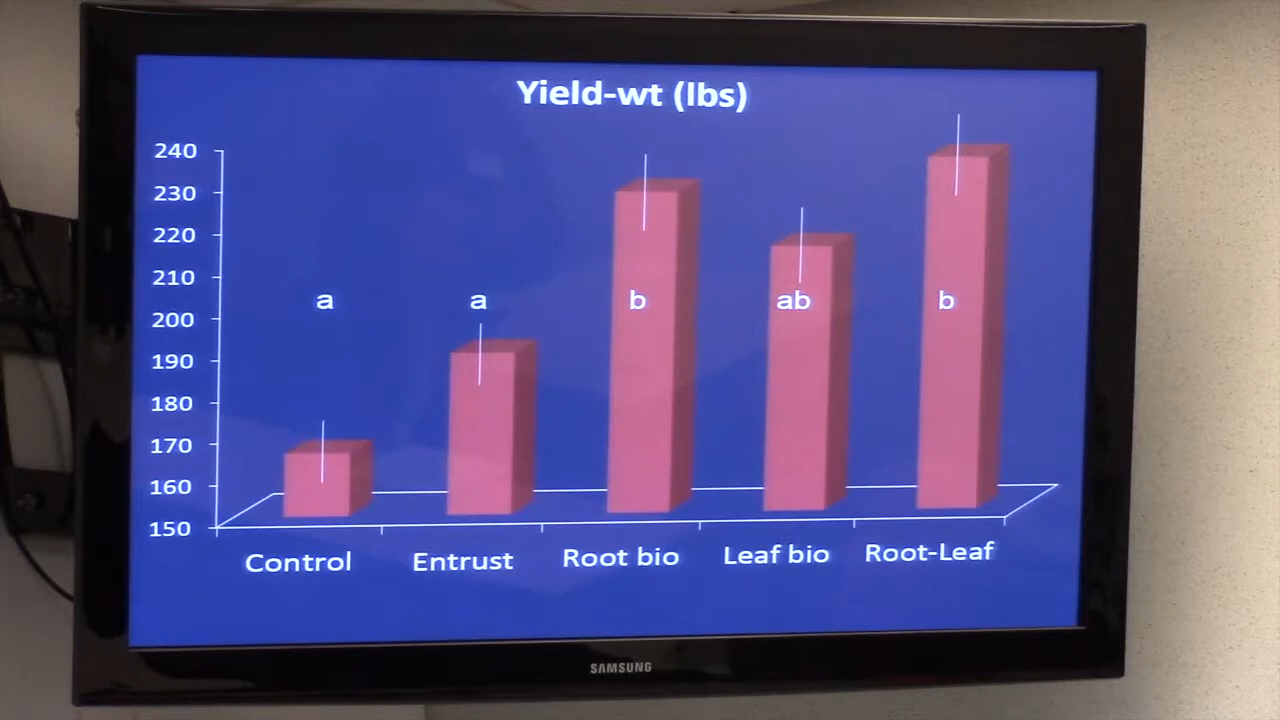 Yield-wt (lbs)
240
230
220
210
200
190
180
170
160
150
a a b ab b
Control Entrust Root bio Leaf bio Root-Leaf
SAMSUNG